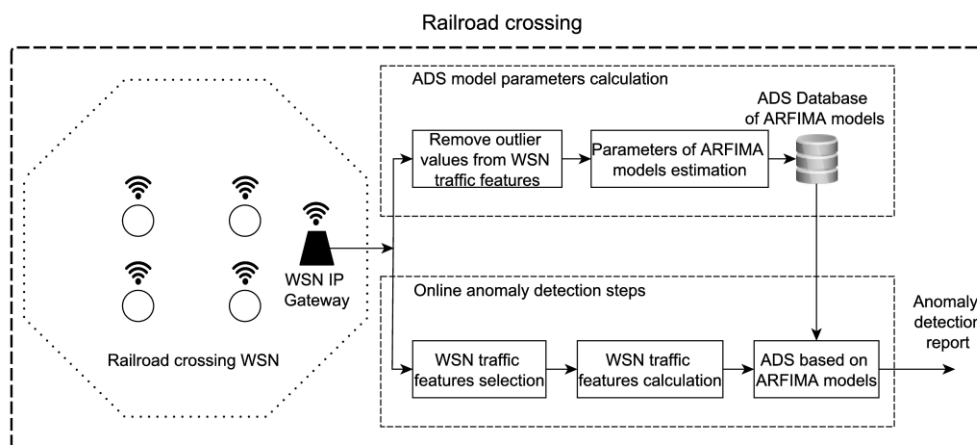 Railroad crossing
ADS model parameters calculation
ADS Database
of ARFIMA models
Remove outlier
values from WSN
traffic features
Parameters of ARFIMA
models estimation
WSN IP
Gateway
Railroad crossing WSN
Online anomaly detection steps
WSN traffic
features selection
WSN traffic
features calculation
ADS based on
ARFIMA models
Anomaly
detection
report